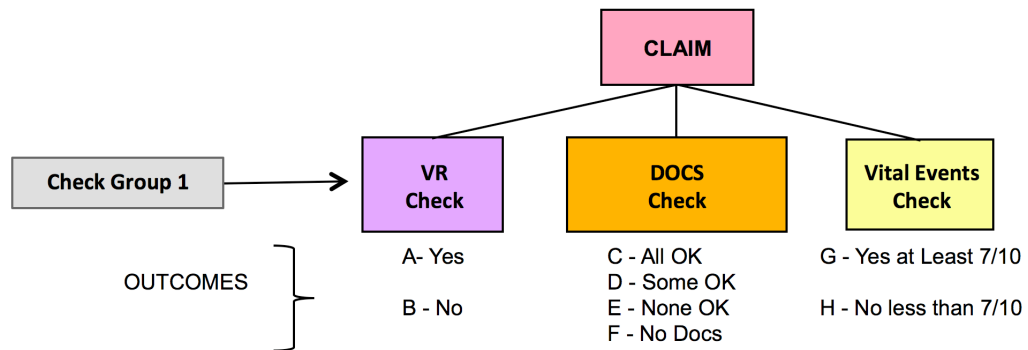 CLAIM
Check Group 1
VR
Check
DOCS
Check
Vital Events
Check
OUTCOMES
A- Yes
B - No
C - All OK
D - Some OK
E - None OK
F - No Docs
G - Yes at Least 7/10
H - No less than 7/10